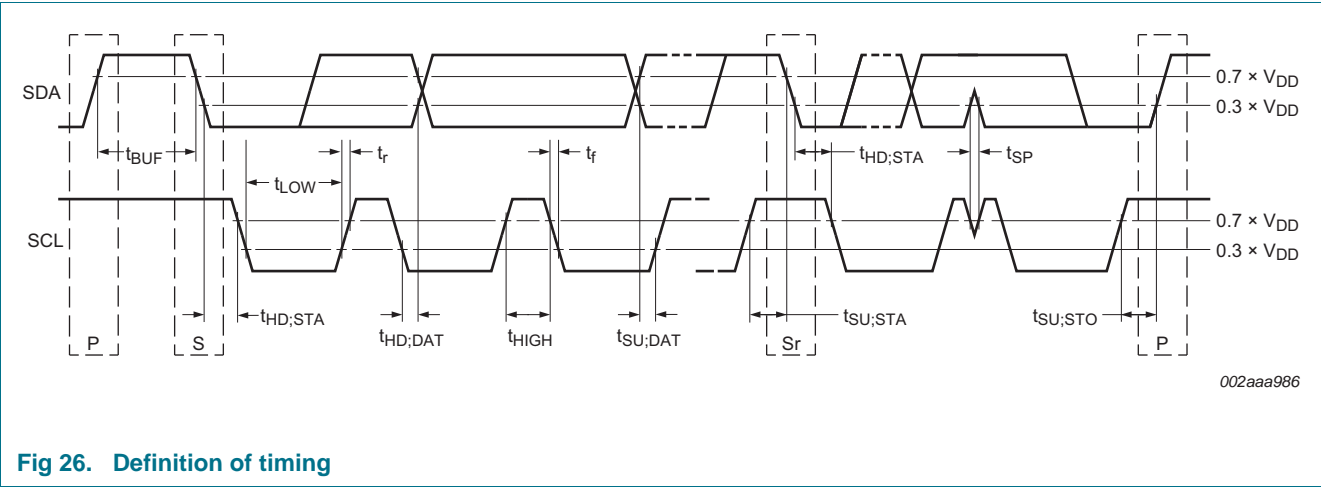 SDA
0.7 × VDD
0.3 × VDD
tBUF
tr
tf
tHD;STA
tSP
tLOW
SCL
0.7 × VDD
0.3 × VDD
tHD;STA
tHD;DAT
tHIGH
tSU;DAT
tSU;STA
tSU;STO
P
S
Sr
P
002aaa986
Fig 26. Definition of timing